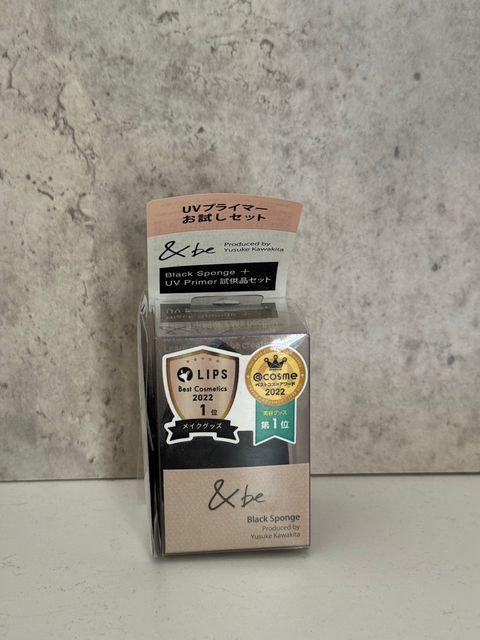 UVプライマー
お試しセット
&be
Produced by
Yusuke Kawakita
Black Sponge +
UV Primer 試供品セット
LIPS
Best Cosmetics
2022
1位
メイクグッズ
@cosme
ベストコスメアワード
2022
美容グッズ
第1位
&be
Black Sponge
Produced by
Yusuke Kawakita